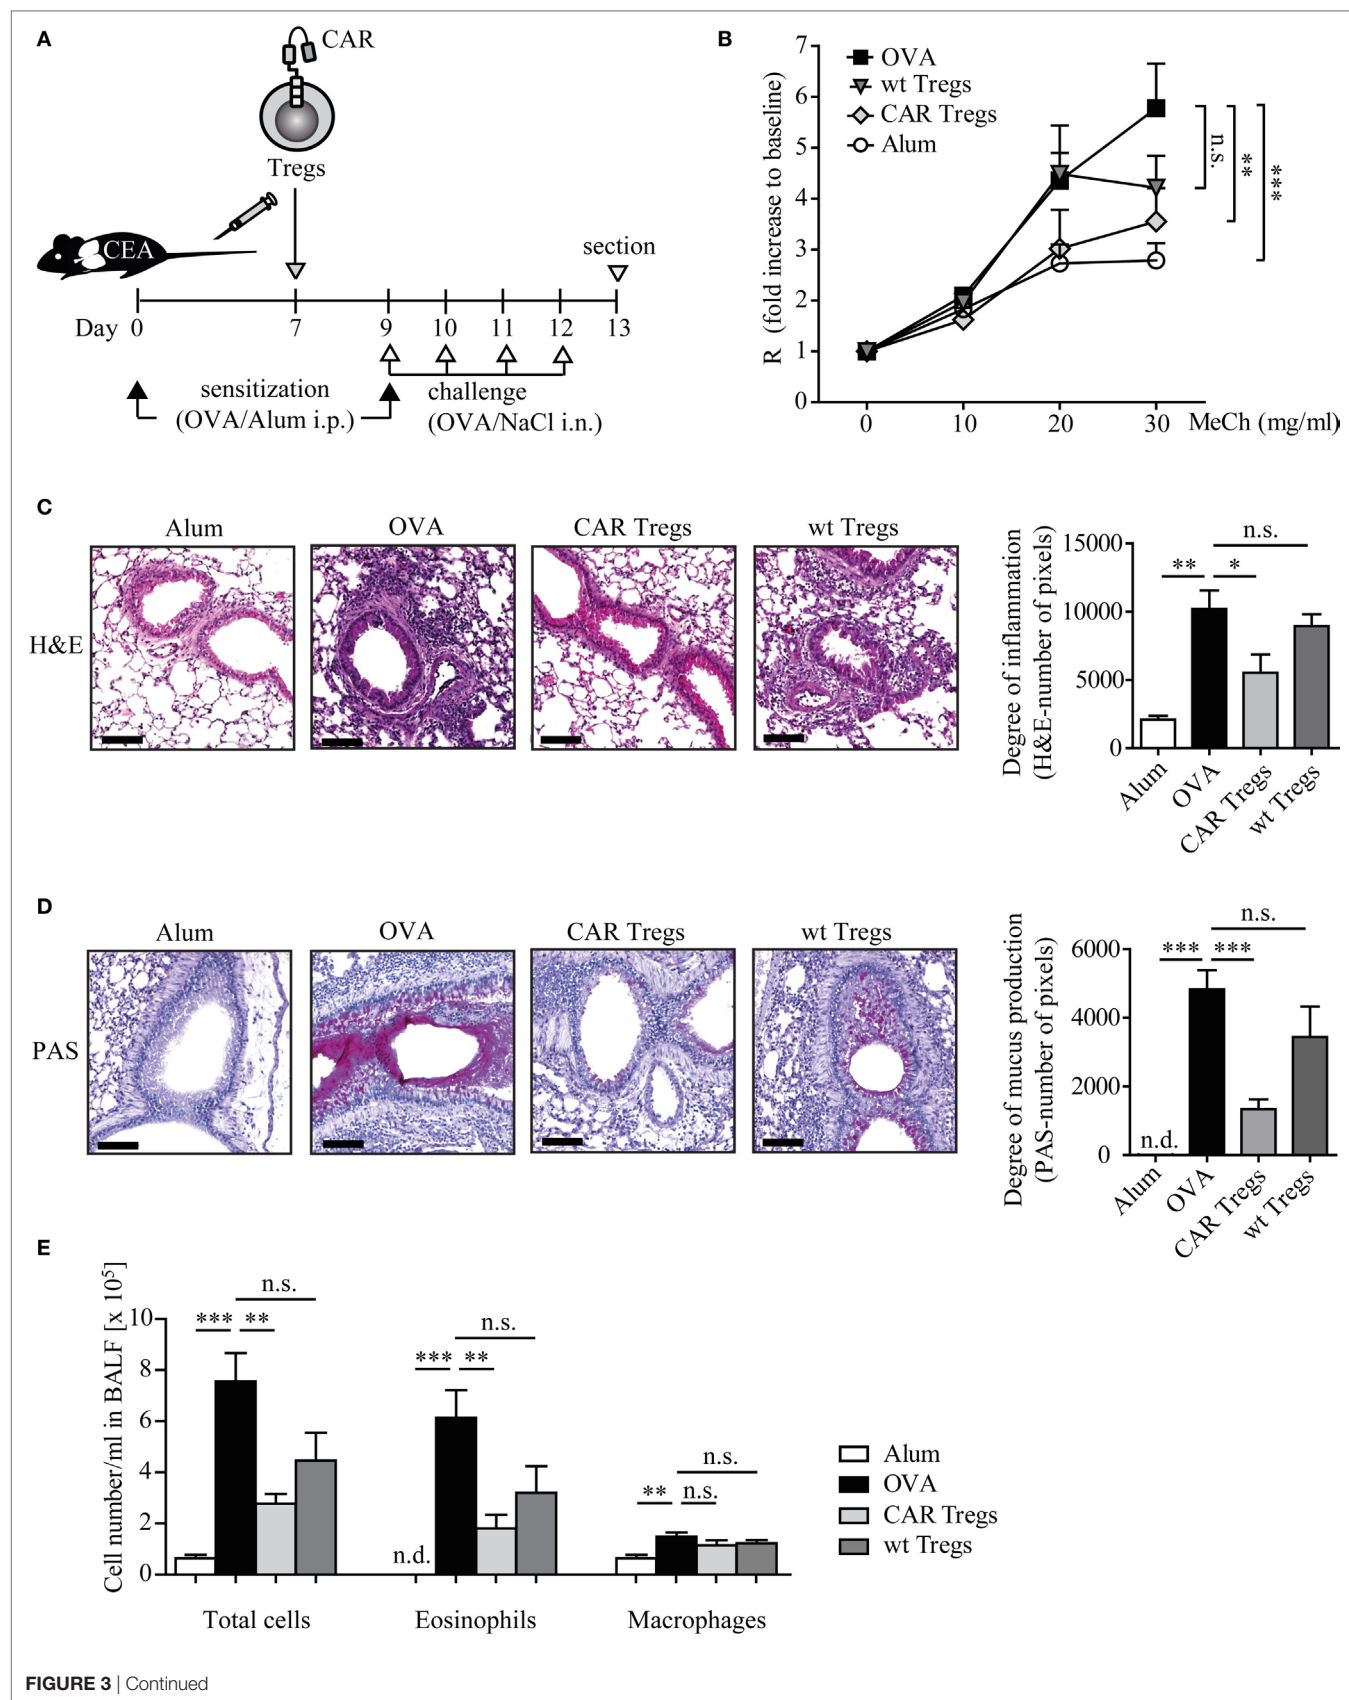 A
CAR
Tregs
CEA
section
Day 0 7 9 10 11 12 13
sensitization
(OVA/Alum i.p.)
challenge
(OVA/NaCl i.n.)
B
R (fold increase to baseline)
7
6
5
4
3
2
1
0
OVA
wt Tregs
CAR Tregs
Alum
n.s.
**
***
0 10 20 30 MeCh (mg/ml)
C
Alum OVA CAR Tregs wt Tregs
H&E
Degree of inflammation
(H&E-number of pixels)
15000
10000
5000
0
n.s.
** *
Alum
OVA
CAR Tregs
wt Tregs
D
Alum OVA CAR Tregs wt Tregs
PAS
Degree of mucus production
(PAS-number of pixels)
6000
4000
2000
0
n.s.
*** ***
n.d.
Alum
OVA
CAR Tregs
wt Tregs
E
Cell number/ml in BALF [x 10⁵]
10
8
6
4
2
0
n.s.
*** **
n.s.
*** **
n.d.
n.s.
** n.s.
Total cells Eosinophils Macrophages
Alum
OVA
CAR Tregs
wt Tregs
FIGURE 3 | Continued